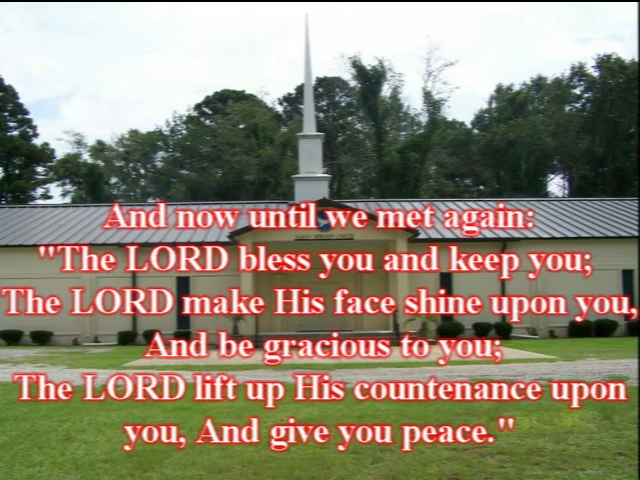 And now until we met again:
"The LORD bless you and keep you;
The LORD make His face shine upon you,
And be gracious to you;
The LORD lift up His countenance upon
you, And give you peace."